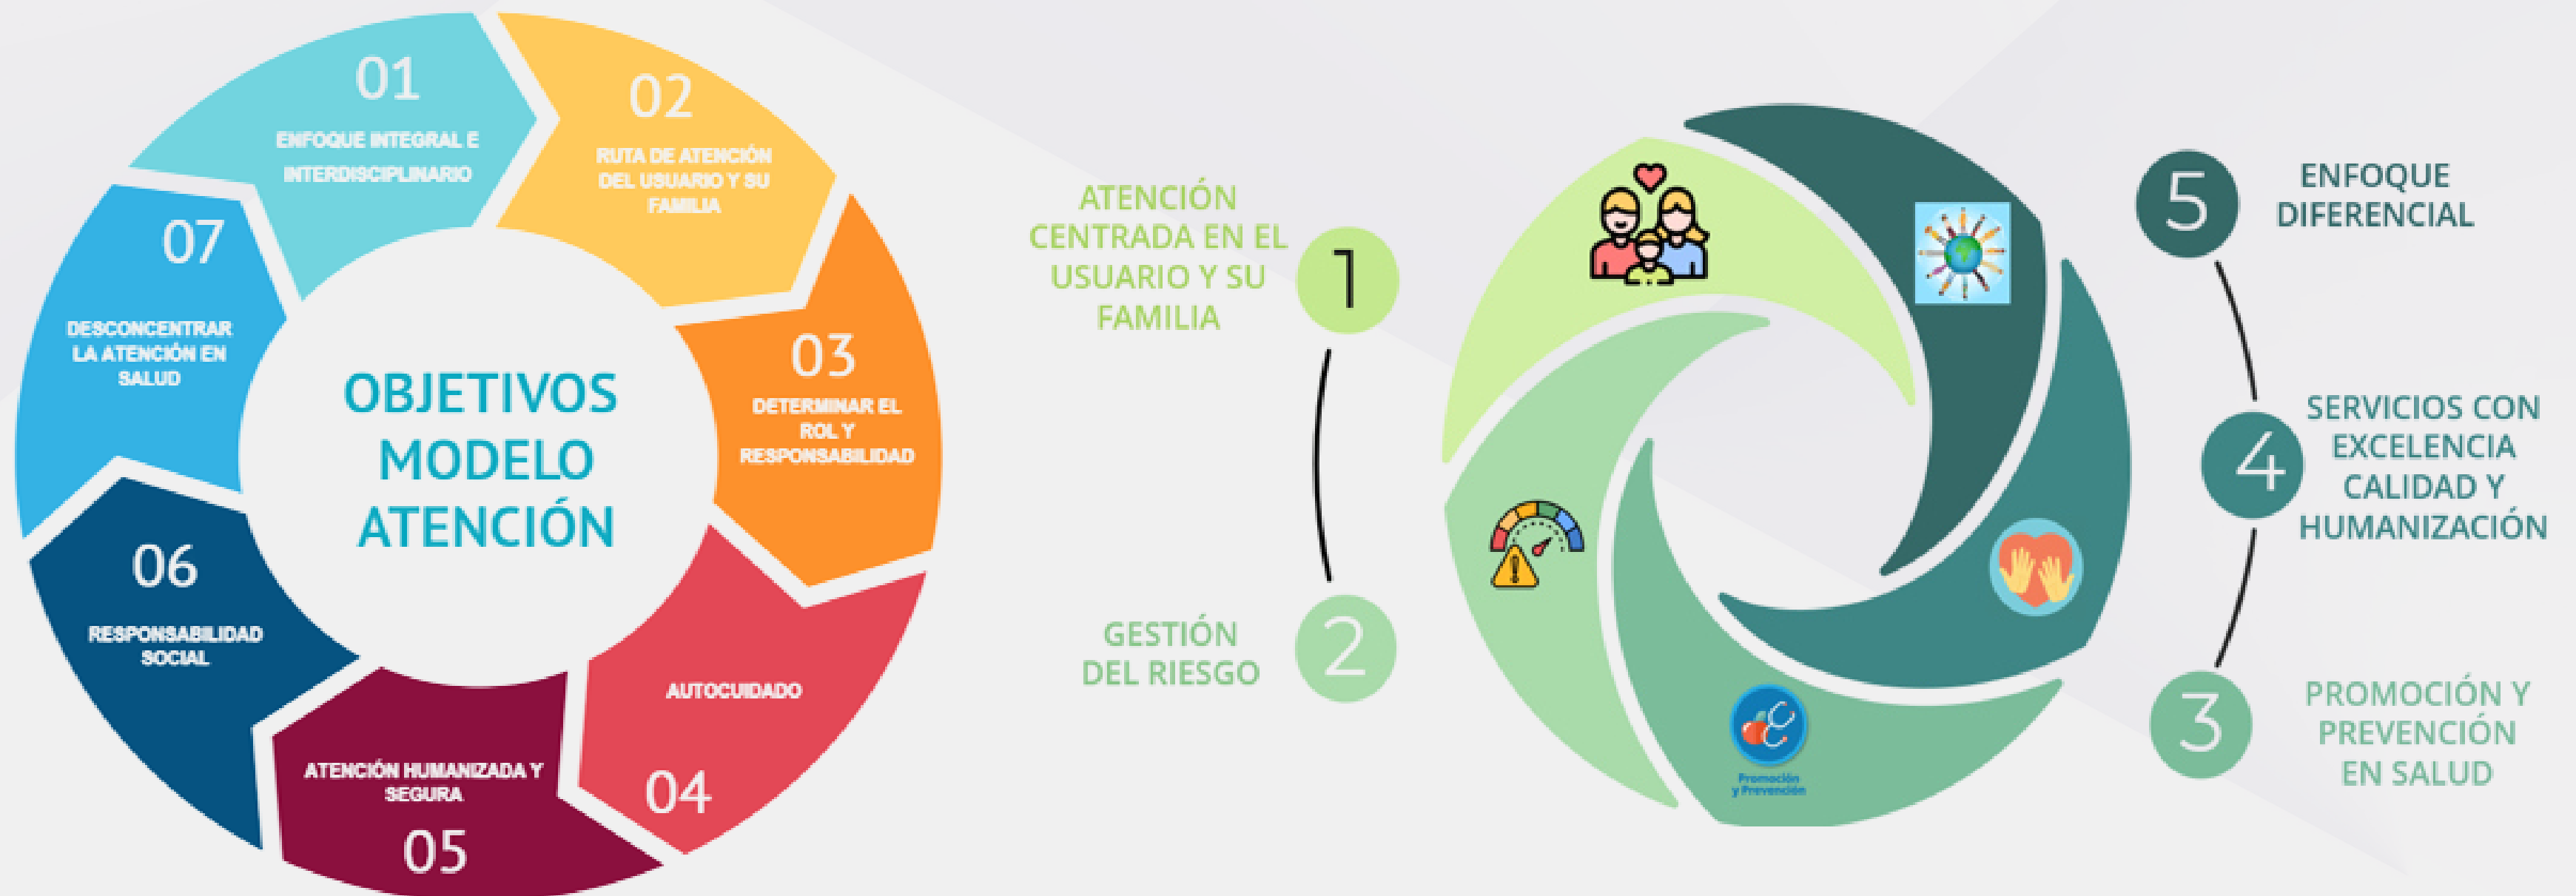 01
ENFOQUE INTEGRAL E
INTERDISCIPLINARIO
02
RUTA DE ATENCIÓN
DEL USUARIO Y SU
FAMILIA
03
DETERMINAR EL
ROL Y
RESPONSABILIDAD
AUTOCUIDADO
04
ATENCIÓN HUMANIZADA Y
SEGURA
05
06
RESPONSABILIDAD
SOCIAL
07
DESCONCENTRAR
LA ATENCIÓN EN
SALUD
OBJETIVOS
MODELO
ATENCIÓN
ATENCIÓN
CENTRADA EN EL
USUARIO Y SU
FAMILIA
1
GESTIÓN
DEL RIESGO
2
Promoción
y Prevención
5
ENFOQUE
DIFERENCIAL
4
SERVICIOS CON
EXCELENCIA
CALIDAD Y
HUMANIZACIÓN
3
PROMOCIÓN Y
PREVENCIÓN
EN SALUD